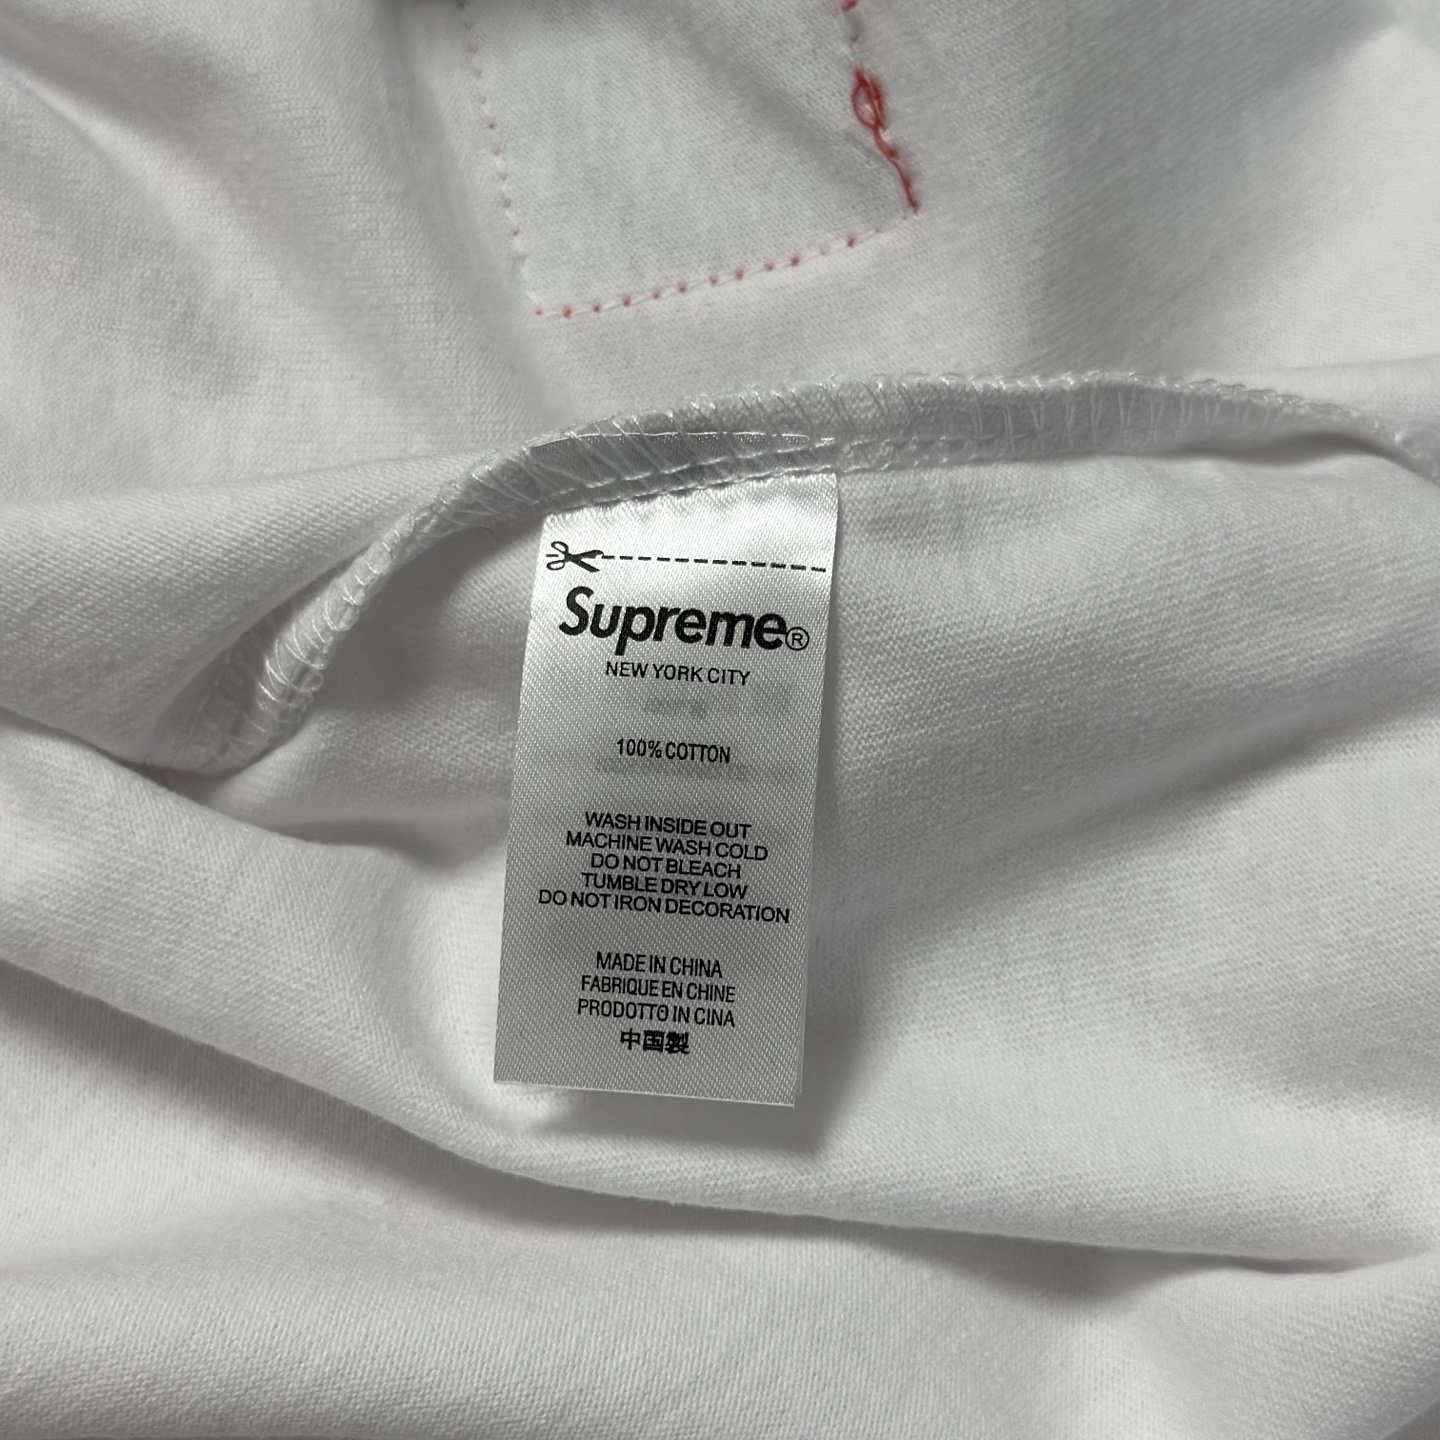 Supreme®
NEW YORK CITY
100% COTTON
WASH INSIDE OUT
MACHINE WASH COLD
DO NOT BLEACH
TUMBLE DRY LOW
DO NOT IRON DECORATION
MADE IN CHINA
FABRIQUE EN CHINE
PRODOTTO IN CINA
中国製